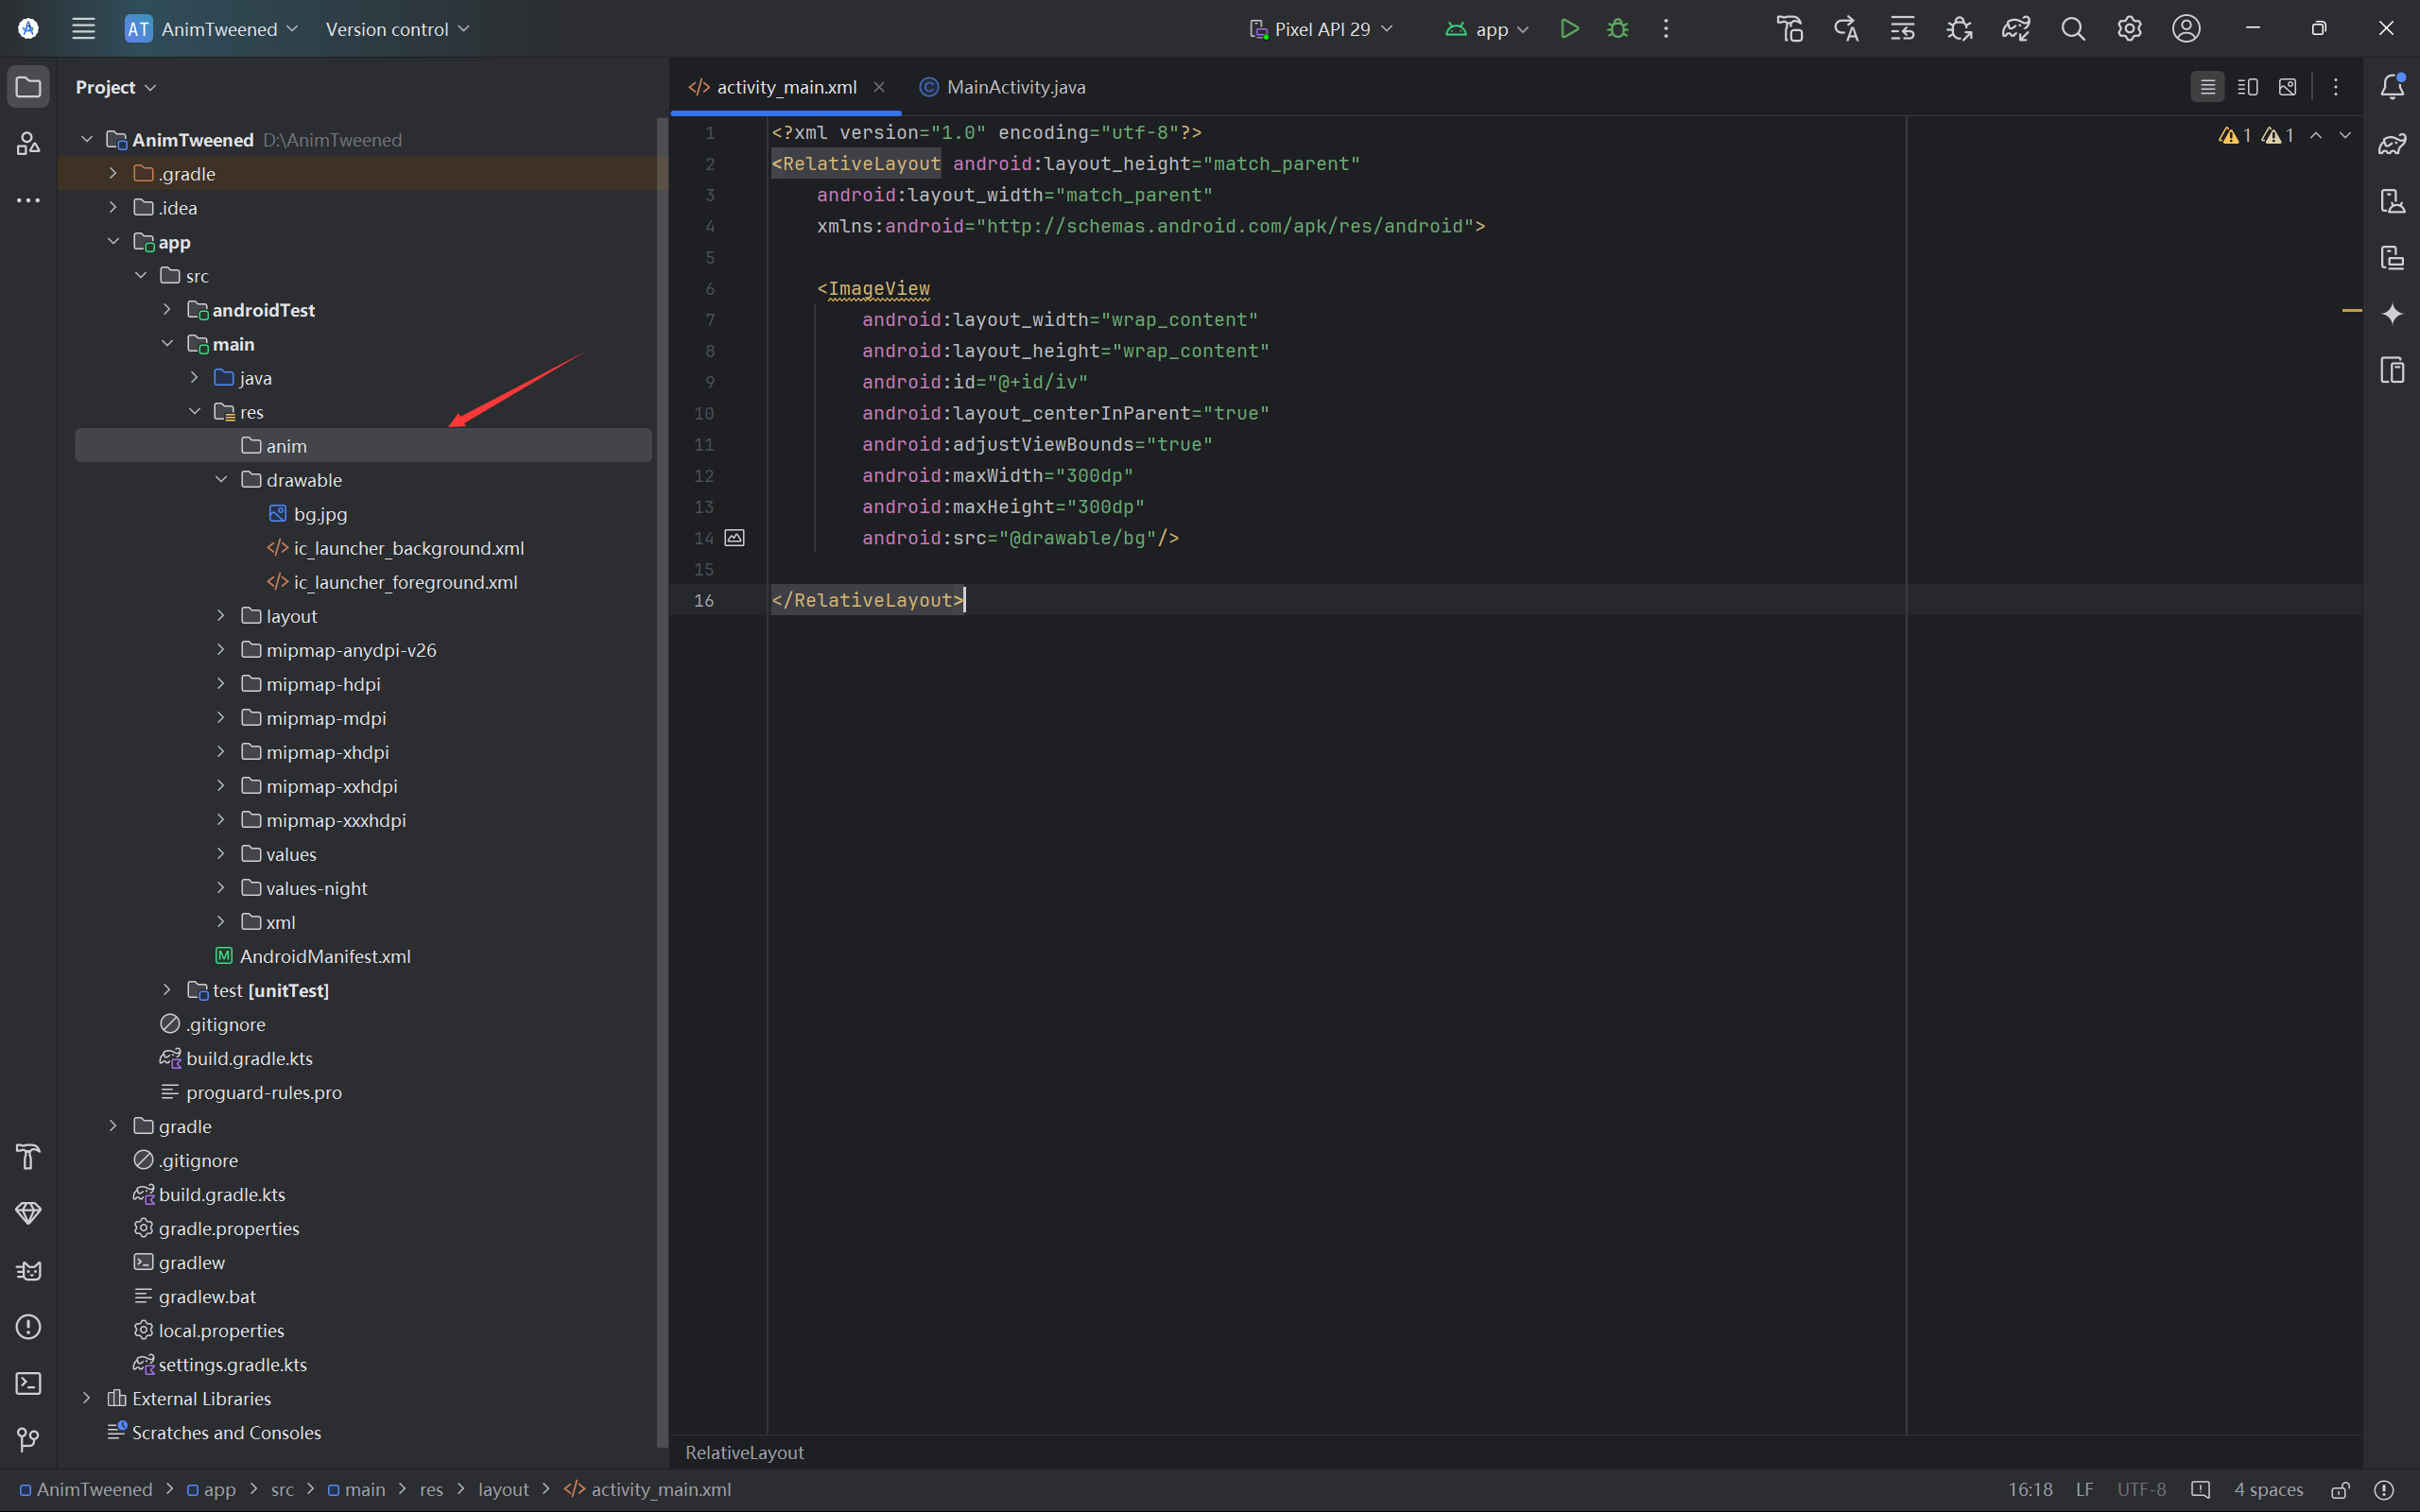 AT AnimTweened Version control Pixel API 29 app
Project
activity_main.xml MainActivity.java
AnimTweened D:\AnimTweened
.gradle
.idea
app
src
androidTest
main
java
res
anim
drawable
bg.jpg
ic_launcher_background.xml
ic_launcher_foreground.xml
layout
mipmap-anydpi-v26
mipmap-hdpi
mipmap-mdpi
mipmap-xhdpi
mipmap-xxhdpi
mipmap-xxxhdpi
values
values-night
xml
AndroidManifest.xml
test [unitTest]
.gitignore
build.gradle.kts
proguard-rules.pro
gradle
.gitignore
build.gradle.kts
gradle.properties
gradlew
gradlew.bat
local.properties
settings.gradle.kts
External Libraries
Scratches and Consoles
1 <?xml version="1.0" encoding="utf-8"?>
2 <RelativeLayout android:layout_height="match_parent"
3 android:layout_width="match_parent"
4 xmlns:android="http://schemas.android.com/apk/res/android">
5
6 <ImageView
7 android:layout_width="wrap_content"
8 android:layout_height="wrap_content"
9 android:id="@+id/iv"
10 android:layout_centerInParent="true"
11 android:adjustViewBounds="true"
12 android:maxWidth="300dp"
13 android:maxHeight="300dp"
14 android:src="@drawable/bg"/>
15
16 </RelativeLayout>
1 1
RelativeLayout
AnimTweened > app > src > main > res > layout > activity_main.xml
16:18 LF UTF-8 4 spaces